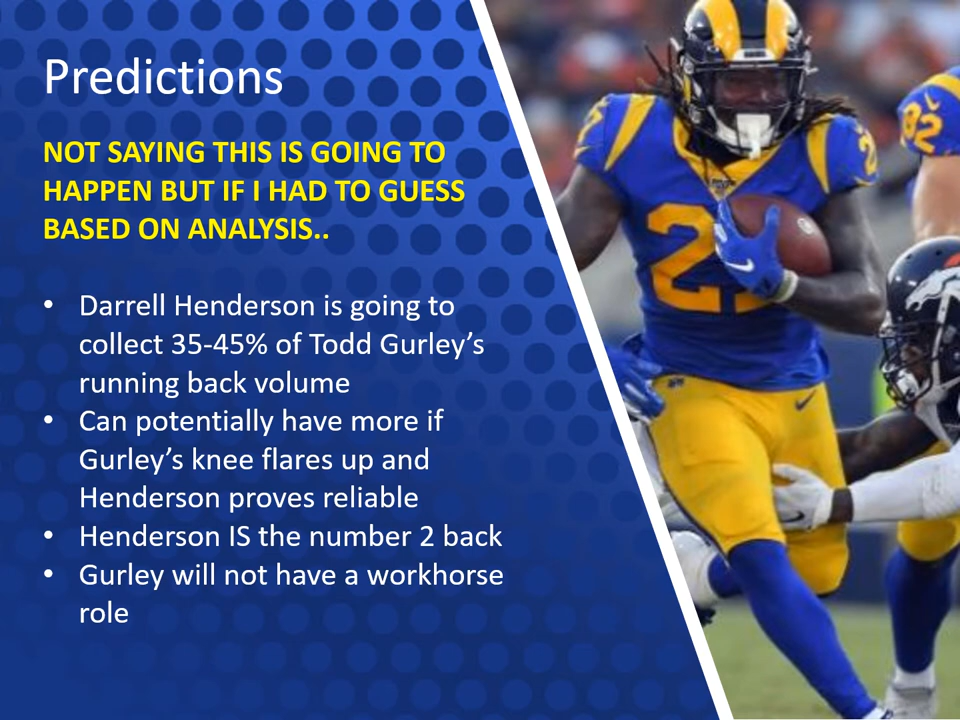 Predictions
NOT SAYING THIS IS GOING TO
HAPPEN BUT IF I HAD TO GUESS
BASED ON ANALYSIS..
• Darrell Henderson is going to
collect 35-45% of Todd Gurley’s
running back volume
• Can potentially have more if
Gurley’s knee flares up and
Henderson proves reliable
• Henderson IS the number 2 back
• Gurley will not have a workhorse
role
82